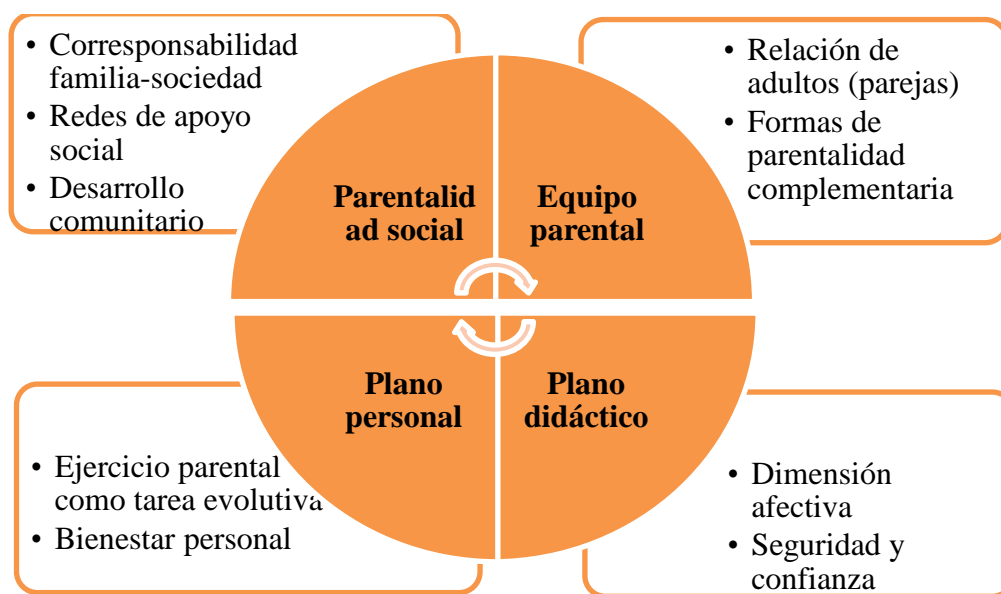 • Corresponsabilidad
familia-sociedad
• Redes de apoyo
social
• Desarrollo
comunitario
• Relación de
adultos (parejas)
• Formas de
parentalidad
complementaria
Parentalid
ad social
Equipo
parental
Plano
personal
Plano
didáctico
• Ejercicio parental
como tarea evolutiva
• Bienestar personal
• Dimensión
afectiva
• Seguridad y
confianza